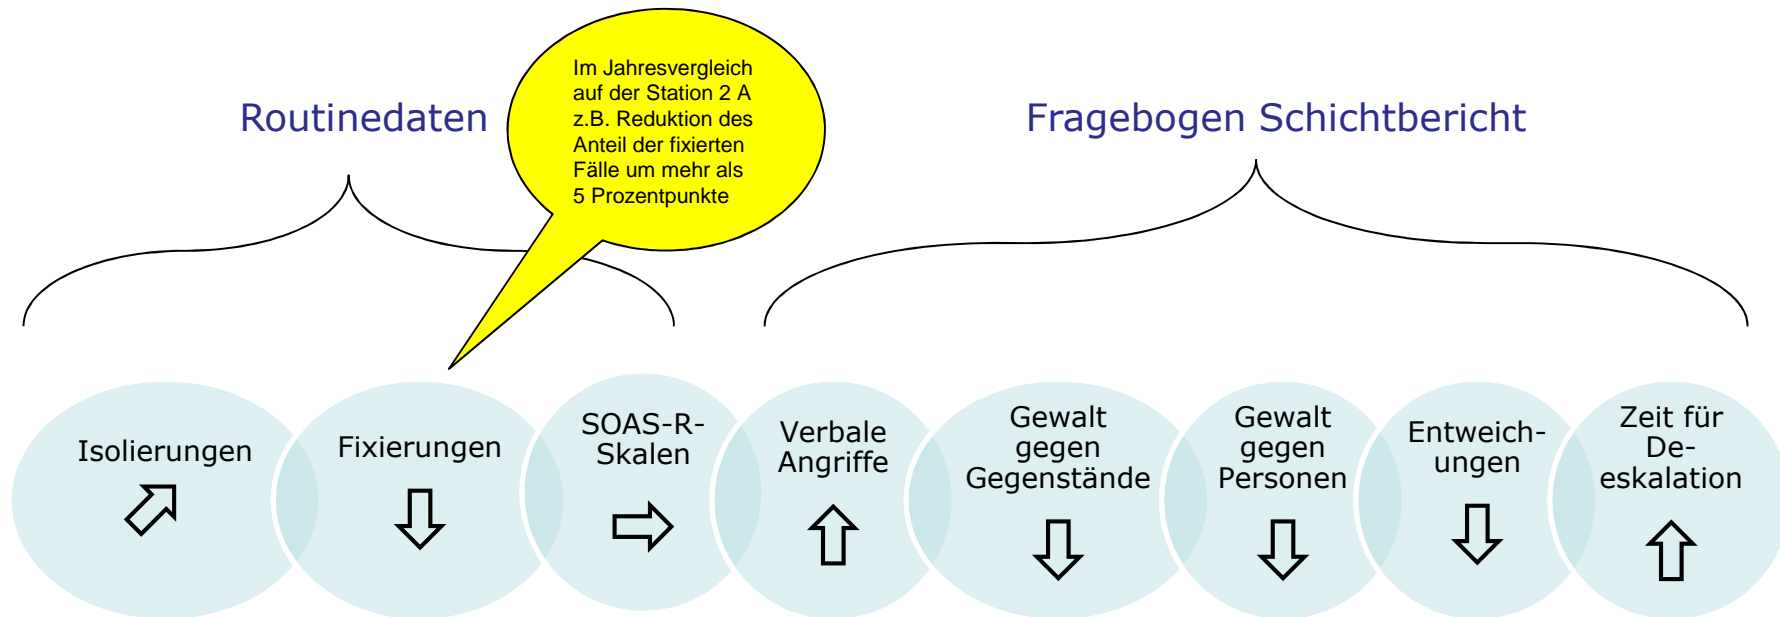 Im Jahresvergleich
auf der Station 2 A
z.B. Reduktion des
Anteil der fixierten
Fälle um mehr als
5 Prozentpunkte
Routinedaten
Fragebogen Schichtbericht
Isolierungen
Fixierungen
SOAS-R-
Skalen
Verbale
Angriffe
Gewalt
gegen
Gegenstände
Gewalt
gegen
Personen
Entweich-
ungen
Zeit für
De-
eskalation